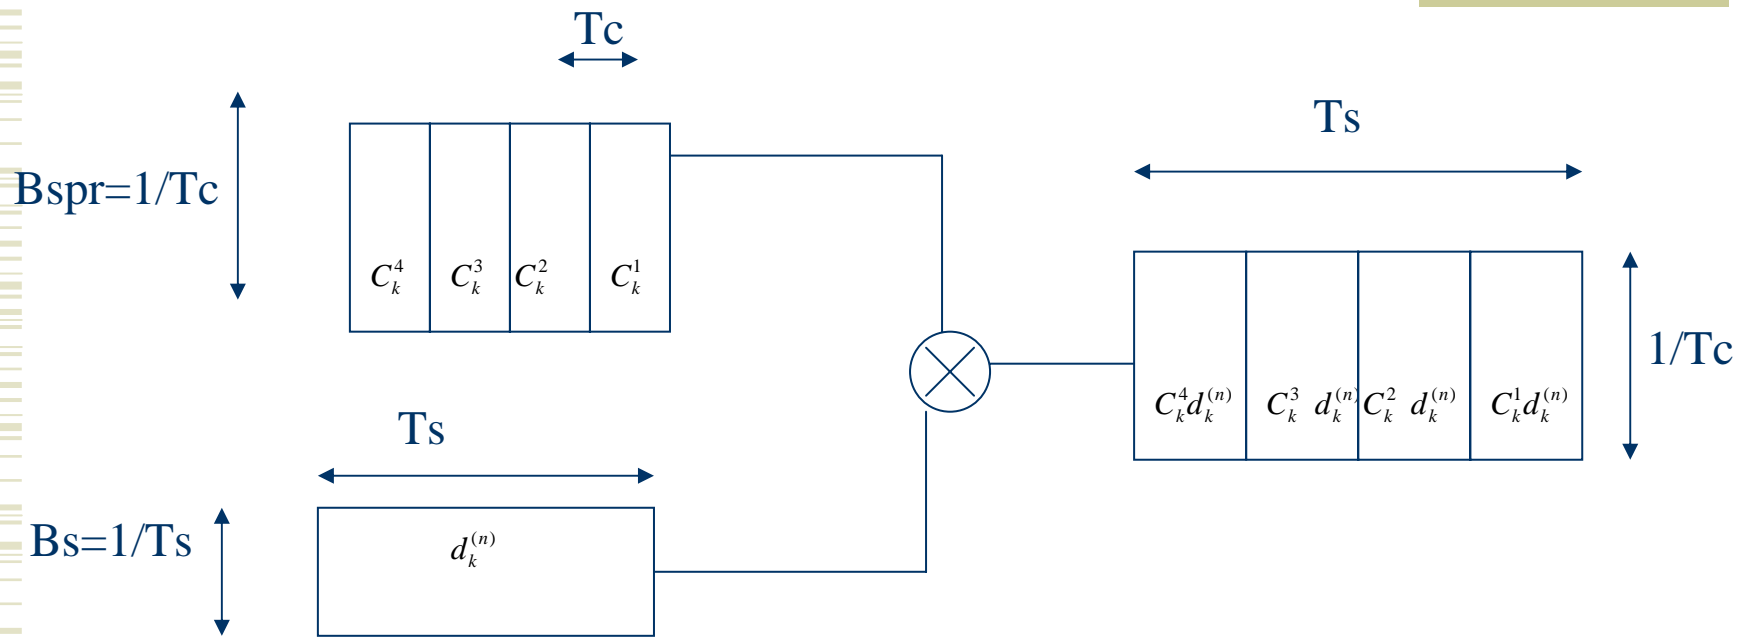 Tc
Ts
Bspr=1/Tc
$C_k^4$ $C_k^3$ $C_k^2$ $C_k^1$
1/Tc
$C_k^4 d_k^{(n)}$ $C_k^3$ $d_k^{(n)}$ $C_k^2$ $d_k^{(n)}$ $C_k^1 d_k^{(n)}$
Ts
Bs=1/Ts
$d_k^{(n)}$